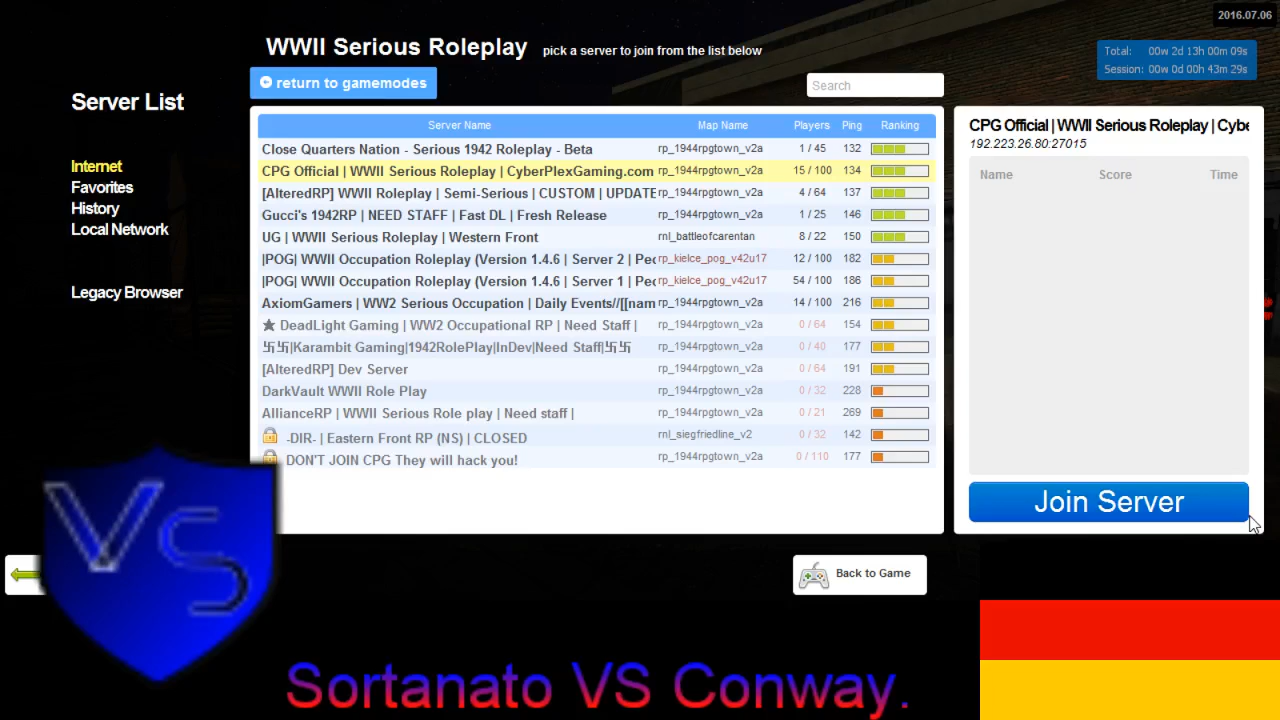 2016.07.06
WWII Serious Roleplay pick a server to join from the list below
Total: 00w 2d 13h 00m 09s
Session: 00w 0d 00h 43m 29s
return to gamemodes
Search
Server List
Internet
Favorites
History
Local Network
Legacy Browser
Server Name Map Name Players Ping Ranking
Close Quarters Nation - Serious 1942 Roleplay - Beta rp_1944rpgtown_v2a 1 / 45 132
CPG Official | WWII Serious Roleplay | CyberPlexGaming.com rp_1944rpgtown_v2a 15 / 100 134
[AlteredRP] WWII Roleplay | Semi-Serious | CUSTOM | UPDATE rp_1944rpgtown_v2a 4 / 64 137
Gucci's 1942RP | NEED STAFF | Fast DL | Fresh Release rp_1944rpgtown_v2a 1 / 25 146
UG | WWII Serious Roleplay | Western Front rnl_battleofcarentan 8 / 22 150
|POG| WWII Occupation Roleplay (Version 1.4.6 | Server 2 | Pec rp_kielce_pog_v42u17 12 / 100 182
|POG| WWII Occupation Roleplay (Version 1.4.6 | Server 1 | Pec rp_kielce_pog_v42u17 54 / 100 186
AxiomGamers | WW2 Serious Occupation | Daily Events//[[nam rp_1944rpgtown_v2a 14 / 100 216
★ DeadLight Gaming | WW2 Occupational RP | Need Staff | rp_1944rpgtown_v2a 0 / 64 154
卐卐|Karambit Gaming|1942RolePlay|InDev|Need Staff|卐卐 rp_1944rpgtown_v2a 0 / 40 177
[AlteredRP] Dev Server rp_1944rpgtown_v2a 0 / 64 191
DarkVault WWII Role Play rp_1944rpgtown_v2a 0 / 32 228
AllianceRP | WWII Serious Role play | Need staff | rp_1944rpgtown_v2a 0 / 21 269
-DIR- | Eastern Front RP (NS) | CLOSED rnl_siegfriedline_v2 0 / 32 142
DON'T JOIN CPG They will hack you! rp_1944rpgtown_v2a 0 / 110 177
CPG Official | WWII Serious Roleplay | Cybe
192.223.26.80:27015
Name Score Time
Join Server
Back to Game
VS
Sortanato VS Conway.